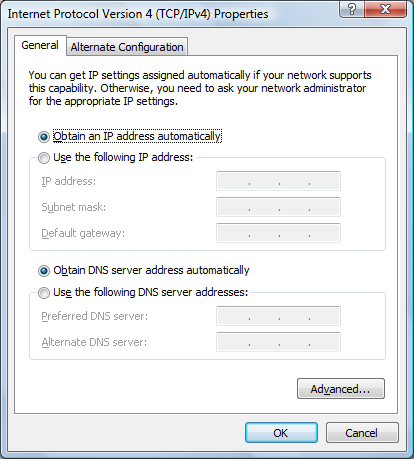 Internet Protocol Version 4 (TCP/IPv4) Properties
General
Alternate Configuration
You can get IP settings assigned automatically if your network supports
this capability. Otherwise, you need to ask your network administrator
for the appropriate IP settings.
Obtain an IP address automatically
Use the following IP address:
IP address:
Subnet mask:
Default gateway:
Obtain DNS server address automatically
Use the following DNS server addresses:
Preferred DNS server:
Alternate DNS server:
Advanced...
OK
Cancel